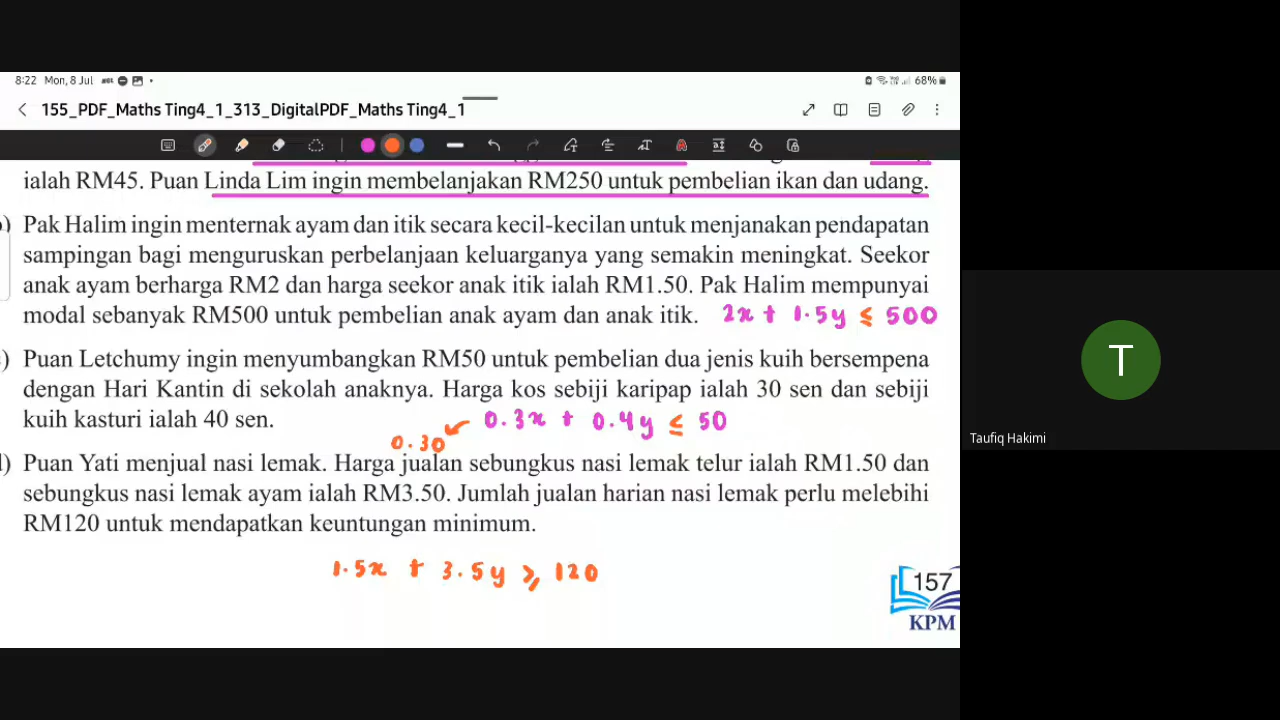 8:22 Mon, 8 Jul
68%
155_PDF_Maths Ting4_1_313_DigitalPDF_Maths Ting4_1
ialah RM45. Puan Linda Lim ingin membelanjakan RM250 untuk pembelian ikan dan udang.
Pak Halim ingin menternak ayam dan itik secara kecil-kecilan untuk menjanakan pendapatan
sampingan bagi menguruskan perbelanjaan keluarganya yang semakin meningkat. Seekor
anak ayam berharga RM2 dan harga seekor anak itik ialah RM1.50. Pak Halim mempunyai
modal sebanyak RM500 untuk pembelian anak ayam dan anak itik. 2x + 1.5y ≤ 500
Puan Letchumy ingin menyumbangkan RM50 untuk pembelian dua jenis kuih bersempena
dengan Hari Kantin di sekolah anaknya. Harga kos sebiji karipap ialah 30 sen dan sebiji
kuih kasturi ialah 40 sen. 0.3x + 0.4y ≤ 50
0.30
Puan Yati menjual nasi lemak. Harga jualan sebungkus nasi lemak telur ialah RM1.50 dan
sebungkus nasi lemak ayam ialah RM3.50. Jumlah jualan harian nasi lemak perlu melebihi
RM120 untuk mendapatkan keuntungan minimum.
1.5x + 3.5y ≥ 120
157
KPM
T
Taufiq Hakimi